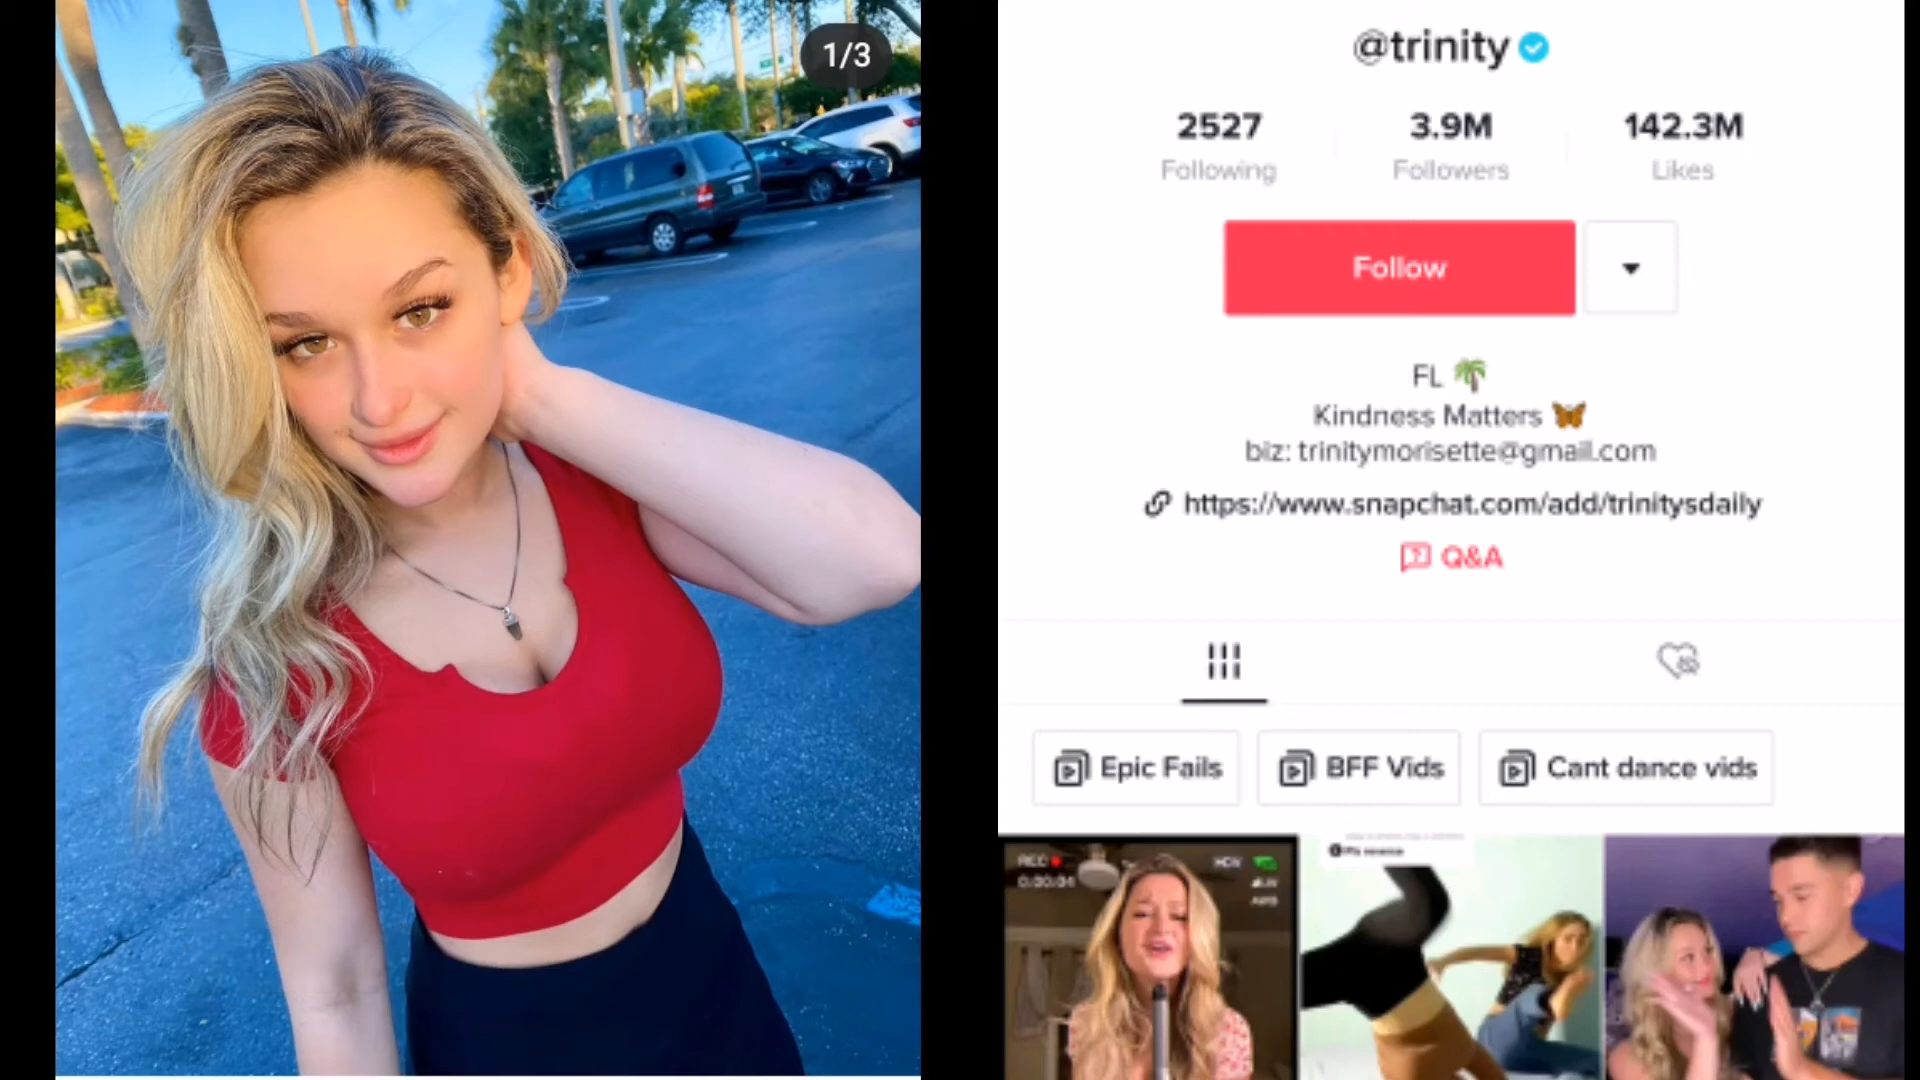 1/3
@trinity
2527 3.9M 142.3M
Following Followers Likes
Follow
FL
Kindness Matters
biz: trinitymorisette@gmail.com
https://www.snapchat.com/add/trinitysdaily
Q&A
Epic Fails BFF Vids Cant dance vids
REC